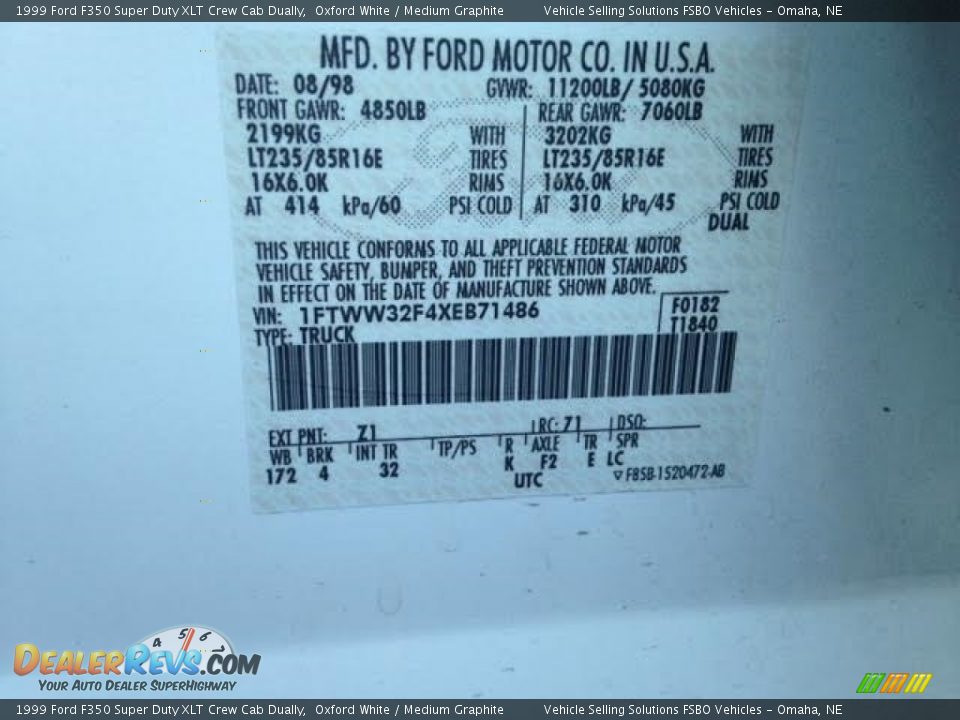 1999 Ford F350 Super Duty XLT Crew Cab Dually, Oxford White / Medium Graphite Vehicle Selling Solutions FSBO Vehicles - Omaha, NE
MFD. BY FORD MOTOR CO. IN U.S.A.
DATE: 08/98 GVWR: 11200LB/ 5080KG
FRONT GAWR: 4850LB REAR GAWR: 7060LB
2199KG WITH 3202KG WITH
LT235/85R16E TIRES LT235/85R16E TIRES
16X6.0K RIMS 16X6.0K RIMS
AT 414 kPa/60 PSI COLD AT 310 kPa/45 PSI COLD
DUAL
THIS VEHICLE CONFORMS TO ALL APPLICABLE FEDERAL MOTOR
VEHICLE SAFETY, BUMPER, AND THEFT PREVENTION STANDARDS
IN EFFECT ON THE DATE OF MANUFACTURE SHOWN ABOVE.
VIN: 1FTWW32F4XEB71486 F0182
TYPE: TRUCK T1840
EXT PNT: Z1 RC: 71 DSO:
WB BRK INT TR TP/PS R AXLE TR SPR
172 4 32 K F2 E LC
UTC F85B-1520472-AB
4 5 6
DealerRevs.com
Your Auto Dealer SuperHighway
1999 Ford F350 Super Duty XLT Crew Cab Dually, Oxford White / Medium Graphite Vehicle Selling Solutions FSBO Vehicles - Omaha, NE